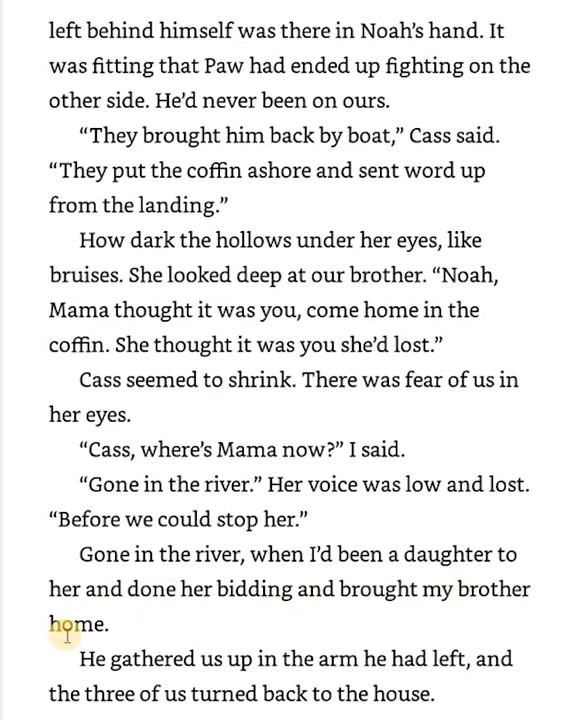 left behind himself was there in Noah’s hand. It
was fitting that Paw had ended up fighting on the
other side. He’d never been on ours.
“They brought him back by boat,” Cass said.
“They put the coffin ashore and sent word up
from the landing.”
How dark the hollows under her eyes, like
bruises. She looked deep at our brother. “Noah,
Mama thought it was you, come home in the
coffin. She thought it was you she’d lost.”
Cass seemed to shrink. There was fear of us in
her eyes.
“Cass, where’s Mama now?” I said.
“Gone in the river.” Her voice was low and lost.
“Before we could stop her.”
Gone in the river, when I’d been a daughter to
her and done her bidding and brought my brother
home.
He gathered us up in the arm he had left, and
the three of us turned back to the house.